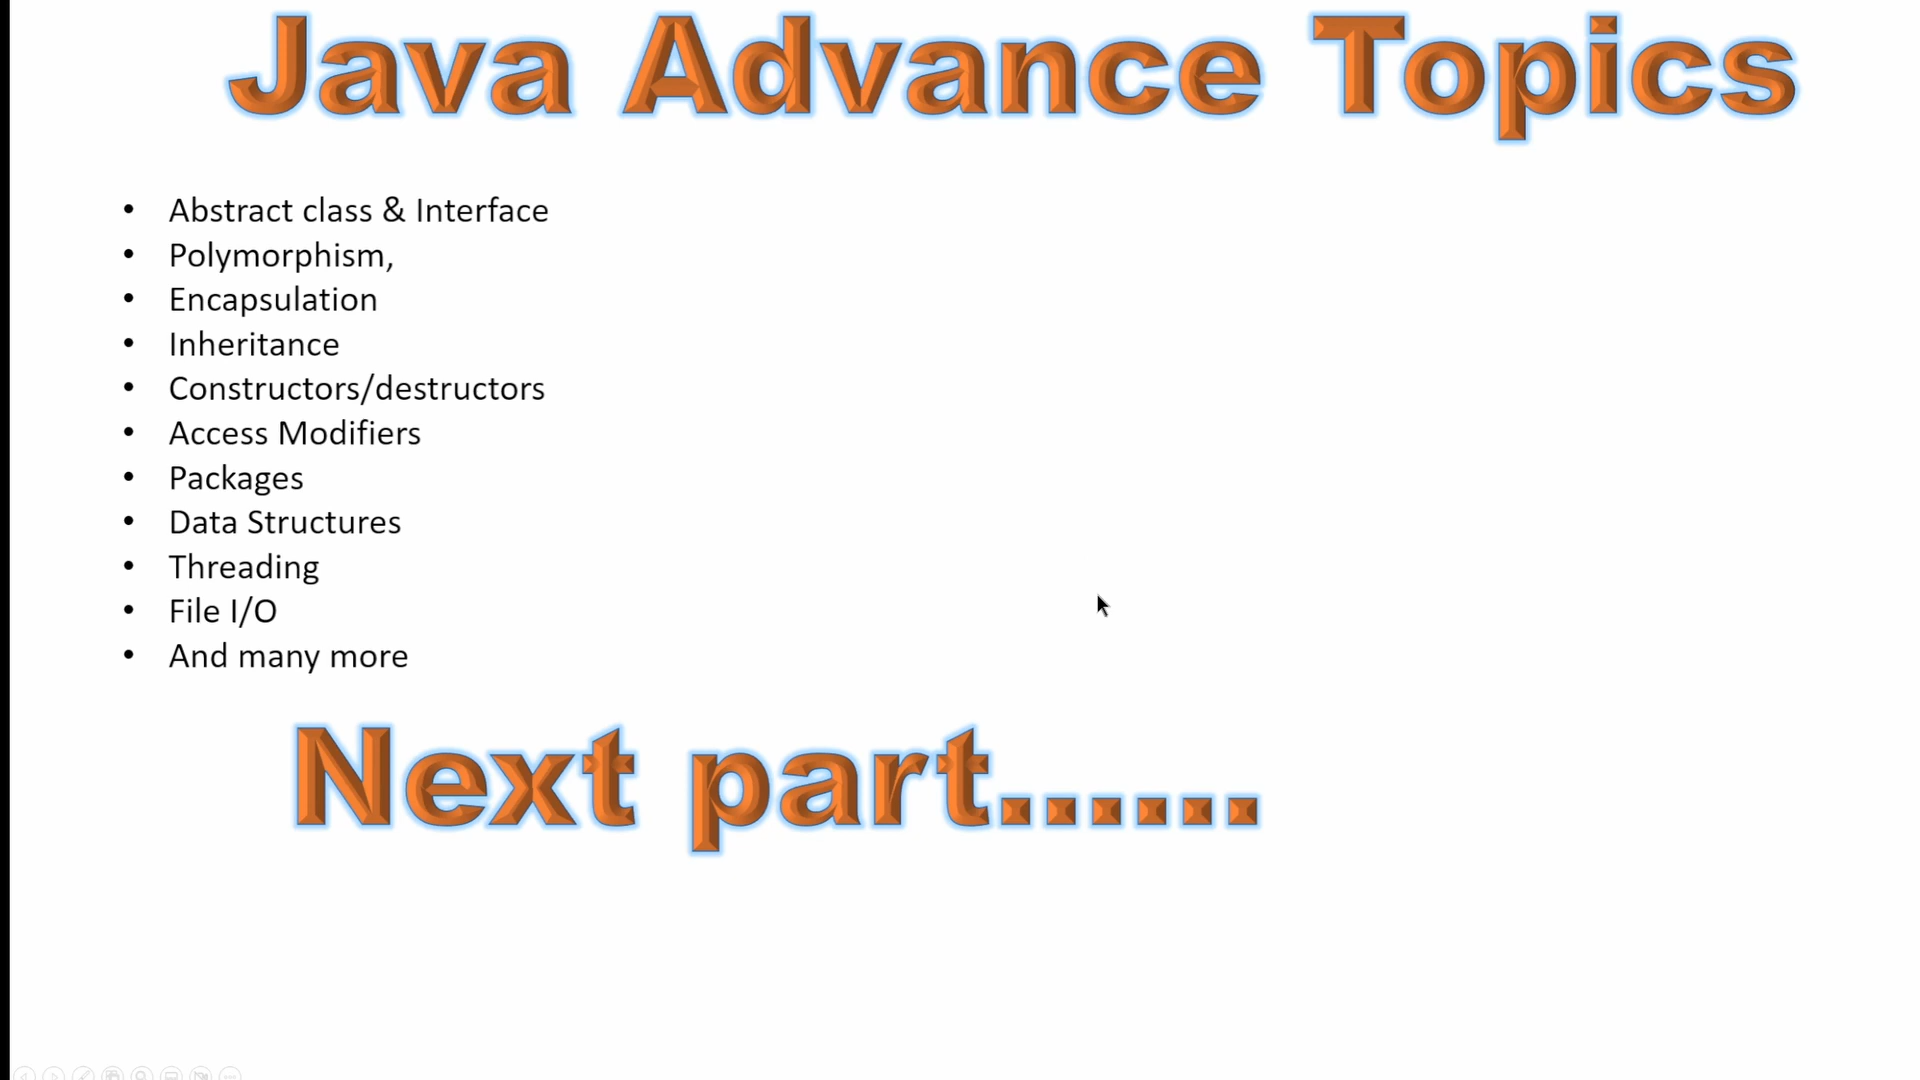 Java Advance Topics
• Abstract class & Interface
• Polymorphism,
• Encapsulation
• Inheritance
• Constructors/destructors
• Access Modifiers
• Packages
• Data Structures
• Threading
• File I/O
• And many more
Next part......